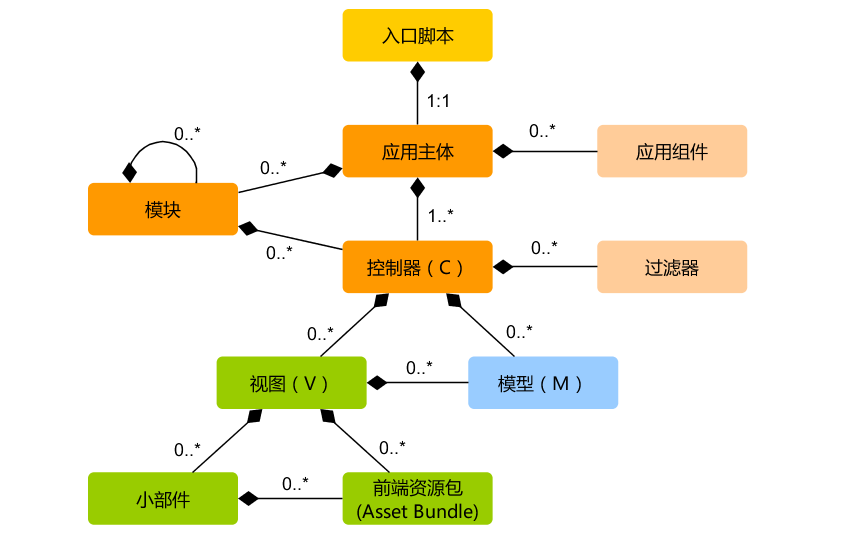 入口脚本
1:1
应用主体
0..*
应用组件
0..*
0..*
模块
1..*
0..*
控制器（C）
0..*
过滤器
0..*
0..*
视图（V）
0..*
模型（M）
0..*
0..*
小部件
0..*
前端资源包
(Asset Bundle)